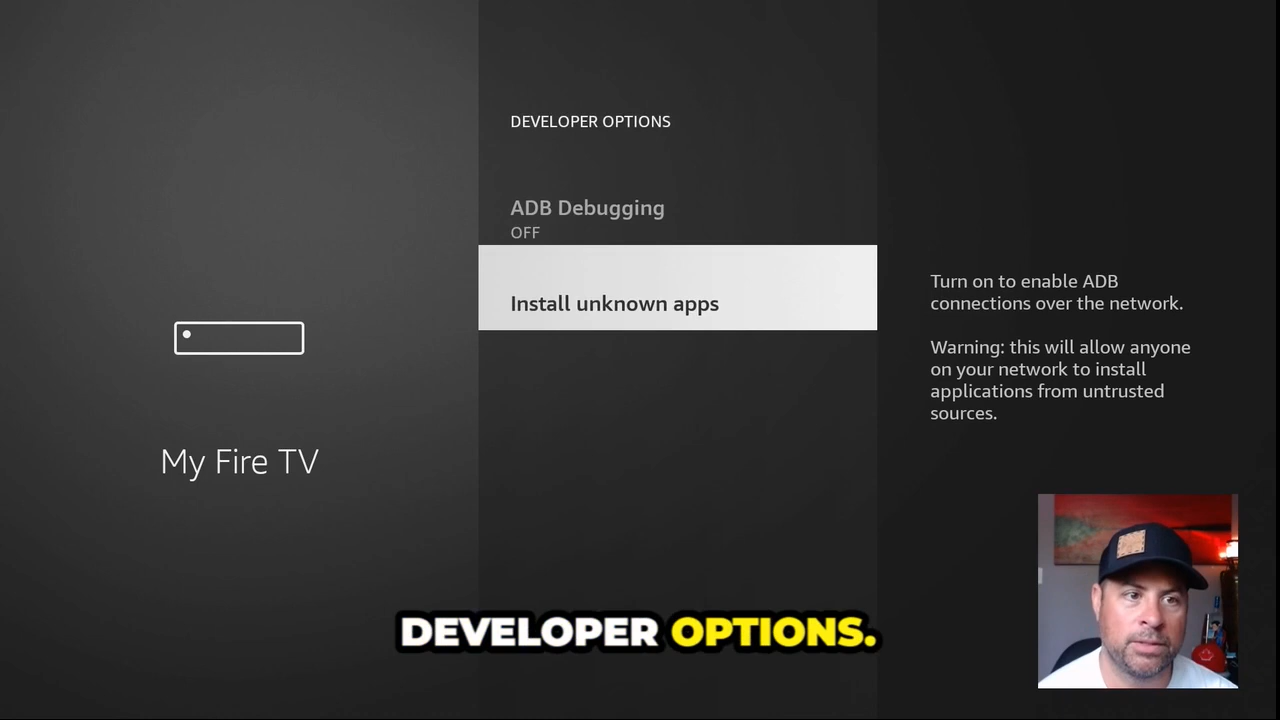 DEVELOPER OPTIONS
ADB Debugging
OFF
Install unknown apps
Turn on to enable ADB
connections over the network.
Warning: this will allow anyone
on your network to install
applications from untrusted
sources.
My Fire TV
DEVELOPER OPTIONS.